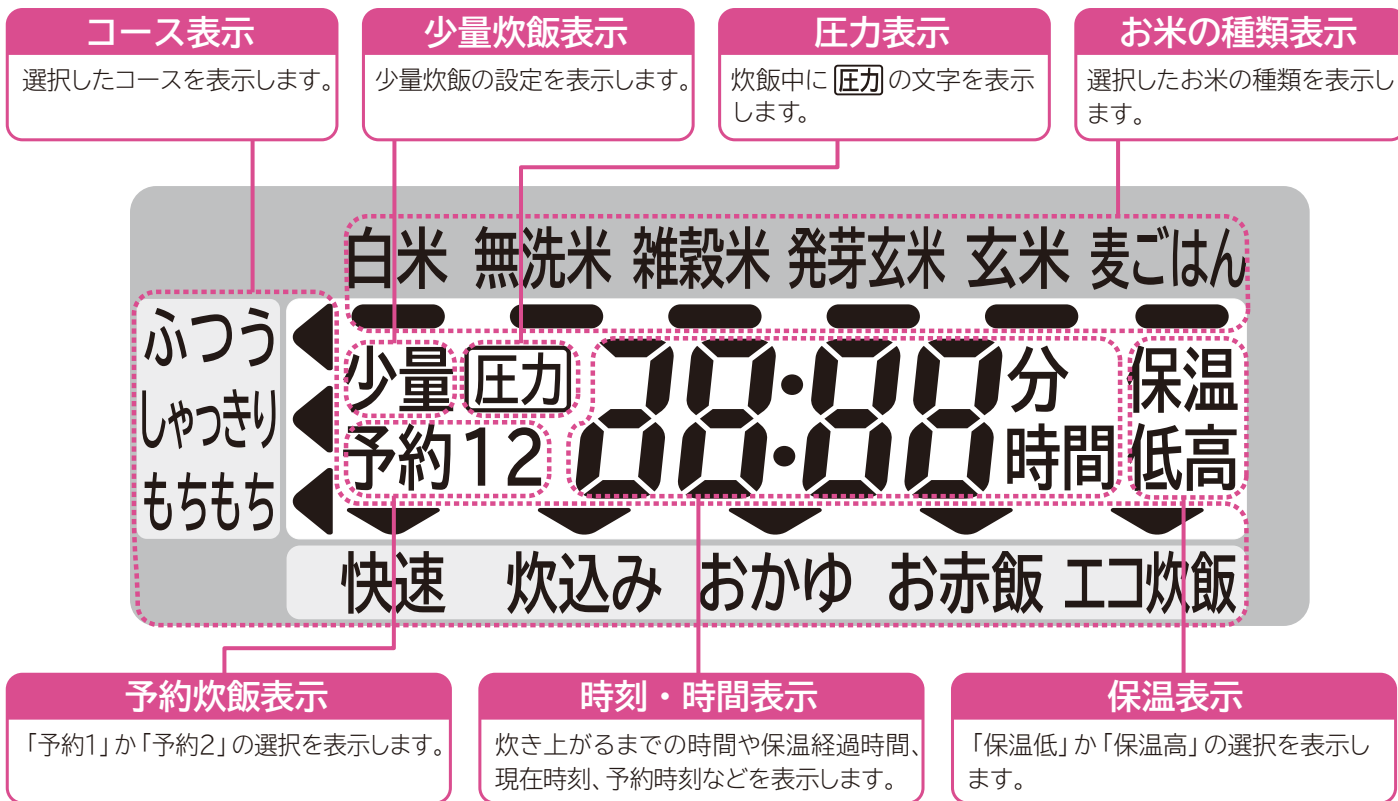 コース表示
選択したコースを表示します。
少量炊飯表示
少量炊飯の設定を表示します。
圧力表示
炊飯中に圧力の文字を表示
します。
お米の種類表示
選択したお米の種類を表示し
ます。
白米 無洗米 雑穀米 発芽玄米 玄米 麦ごはん
ふつう
しゃっきり
もちもち
少量 圧力 88:88 分 保温
予約12 時間 低高
快速 炊込み おかゆ お赤飯 エコ炊飯
予約炊飯表示
「予約1」か「予約2」の選択を表示します。
時刻・時間表示
炊き上がるまでの時間や保温経過時間、
現在時刻、予約時刻などを表示します。
保温表示
「保温低」か「保温高」の選択を表示し
ます。